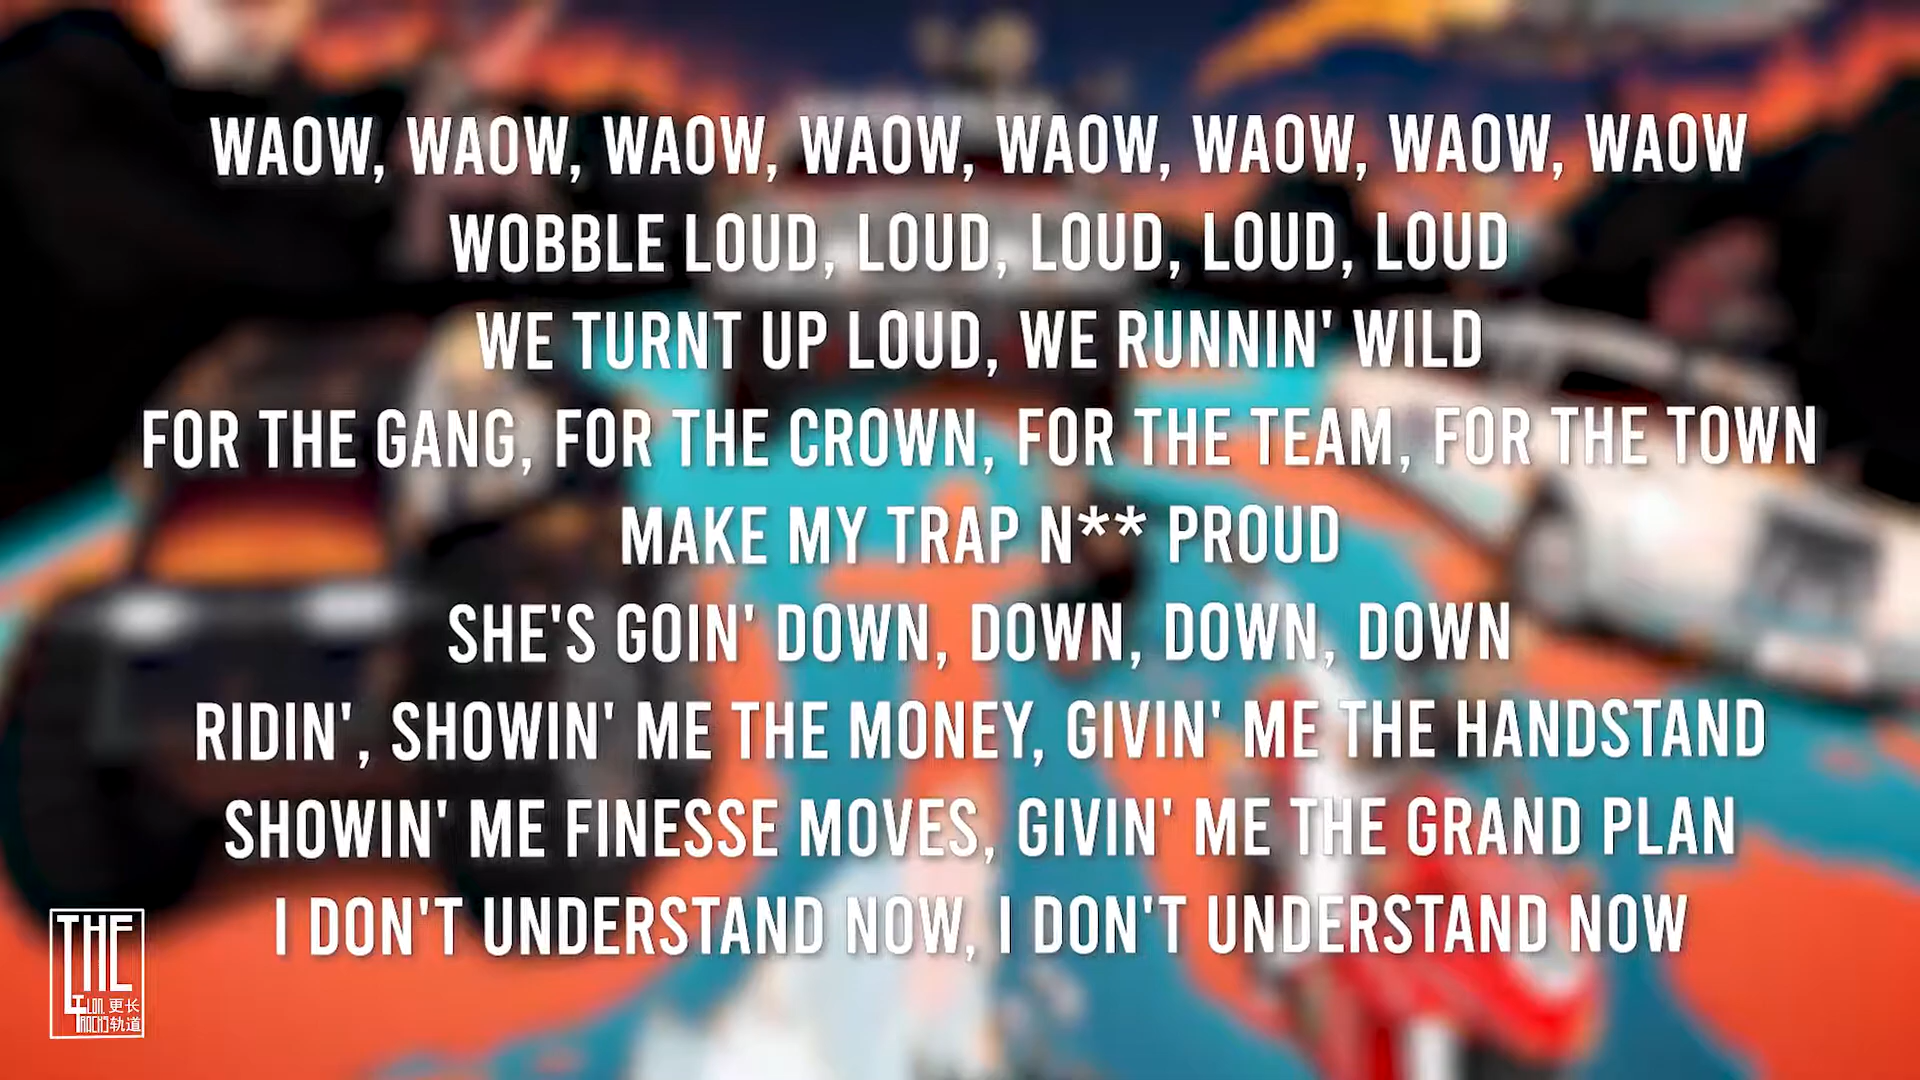 WAOW, WAOW, WAOW, WAOW, WAOW, WAOW, WAOW, WAOW
WOBBLE LOUD, LOUD, LOUD, LOUD, LOUD
WE TURNT UP LOUD, WE RUNNIN' WILD
FOR THE GANG, FOR THE CROWN, FOR THE TEAM, FOR THE TOWN
MAKE MY TRAP N** PROUD
SHE'S GOIN' DOWN, DOWN, DOWN, DOWN
RIDIN', SHOWIN' ME THE MONEY, GIVIN' ME THE HANDSTAND
SHOWIN' ME FINESSE MOVES, GIVIN' ME THE GRAND PLAN
I DON'T UNDERSTAND NOW, I DON'T UNDERSTAND NOW
THE
更长
轨道